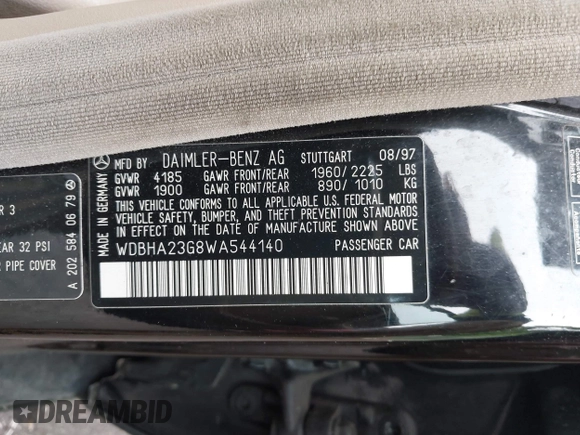 MADE IN GERMANY
MFD BY DAIMLER-BENZ AG STUTTGART 08/97
GVWR 4185 GAWR FRONT/REAR 1960/2225 LBS
GVWR 1900 GAWR FRONT/REAR 890/1010 KG
THIS VEHICLE CONFORMS TO ALL APPLICABLE U.S. FEDERAL MOTOR
VEHICLE SAFETY, BUMPER, AND THEFT PREVENTION STANDARDS
IN EFFECT ON THE DATE OF MANUFACTURE SHOWN ABOVE
WDBHA23G8WA544140 PASSENGER CAR
R 3
EAR 32 PSI
R PIPE COVER
A 202 584 06 79
DREAMBID